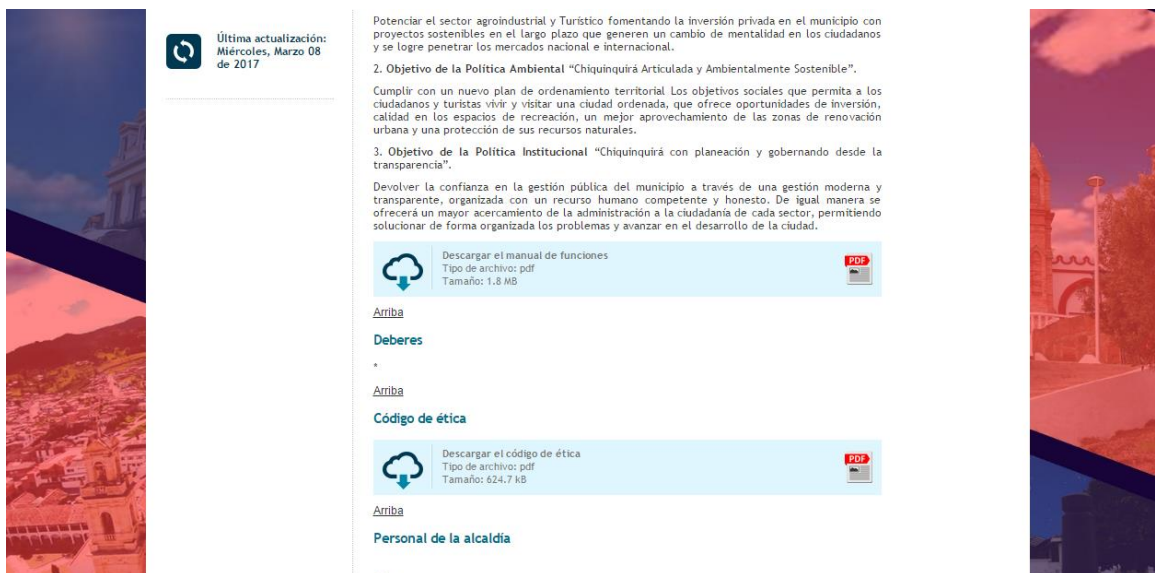 Última actualización:
Miércoles, Marzo 08
de 2017
Potenciar el sector agroindustrial y Turístico fomentando la inversión privada en el municipio con
proyectos sostenibles en el largo plazo que generen un cambio de mentalidad en los ciudadanos
y se logre penetrar los mercados nacional e internacional.
2. Objetivo de la Política Ambiental “Chiquinquirá Articulada y Ambientalmente Sostenible”.
Cumplir con un nuevo plan de ordenamiento territorial Los objetivos sociales que permita a los
ciudadanos y turistas vivir y visitar una ciudad ordenada, que ofrece oportunidades de inversión,
calidad en los espacios de recreación, un mejor aprovechamiento de las zonas de renovación
urbana y una protección de sus recursos naturales.
3. Objetivo de la Política Institucional “Chiquinquirá con planeación y gobernando desde la
transparencia”.
Devolver la confianza en la gestión pública del municipio a través de una gestión moderna y
transparente, organizada con un recurso humano competente y honesto. De igual manera se
ofrecerá un mayor acercamiento de la administración a la ciudadanía de cada sector, permitiendo
solucionar de forma organizada los problemas y avanzar en el desarrollo de la ciudad.
Descargar el manual de funciones
Tipo de archivo: pdf
Tamaño: 1.8 MB
PDF
Arriba
Deberes
*
Arriba
Código de ética
Descargar el código de ética
Tipo de archivo: pdf
Tamaño: 624.7 kB
PDF
Arriba
Personal de la alcaldía